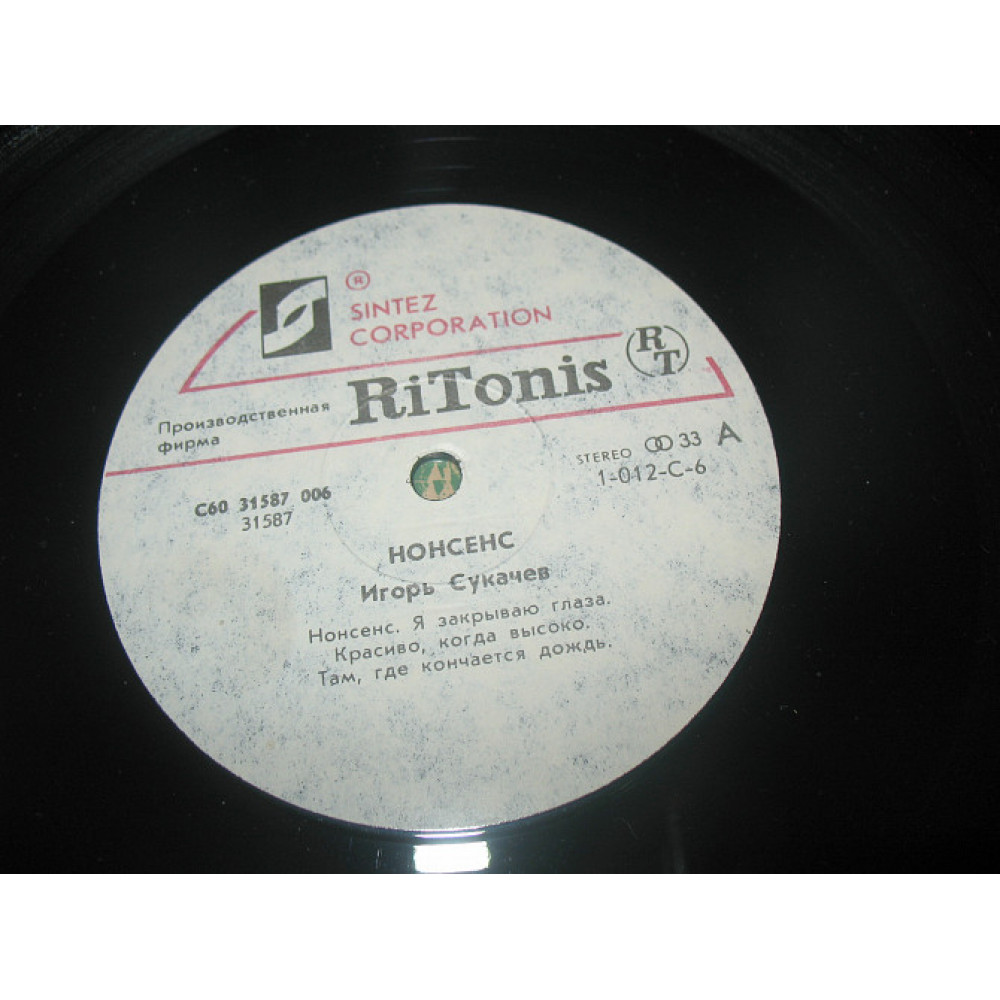 ®
SINTEZ
CORPORATION
Производственная
фирма
RiTonis
RT
STEREO 33 A
1-012-C-6
С60 31587 006
31587
НОНСЕНС
Игорь Сукачев
Нонсенс. Я закрываю глаза.
Красиво, когда высоко.
Там, где кончается дождь.